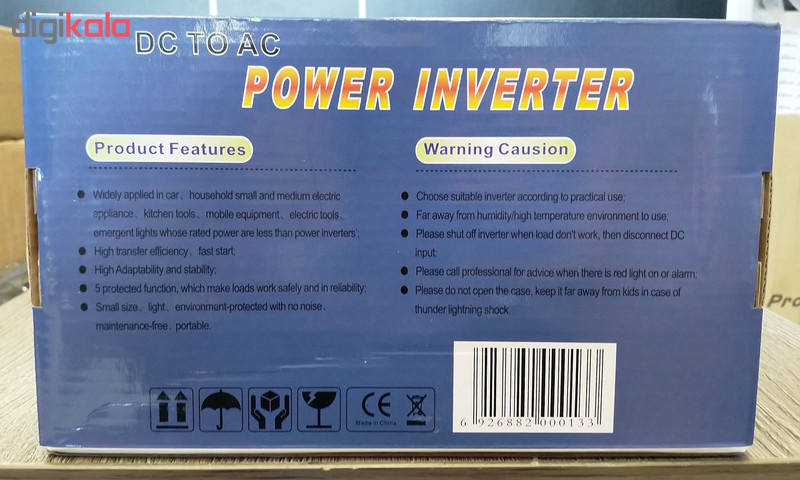 digikala
DC TO AC
POWER INVERTER
Product Features
● Widely applied in car、household small and medium electric
appliance、kitchen tools、mobile equipment、electric tools、
emergent lights whose rated power are less than power inverters;
● High transfer efficiency、fast start;
● High Adaptability and stability;
● 5 protected function, which make loads work safely and in reliability;
● Small size、light、environment-protected with no noise、
maintenance-free、portable.
Warning Causion
● Choose suitable inverter according to practical use;
● Far away from humidity/high temperature environment to use;
● Please shut off inverter when load don't work, then disconnect DC
input;
● Please call professional for advice when there is red light on or alarm;
● Please do not open the case, keep it far away from kids in case of
thunder lightning shock.
CE
Made in China
6 926882 000133
Pro